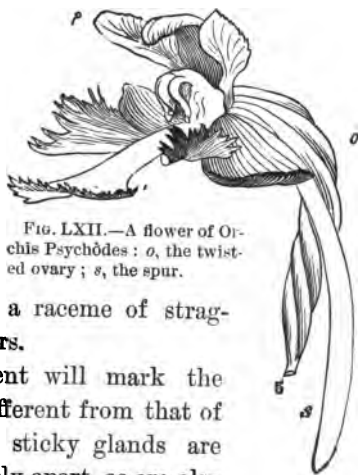 p
o
FIG. LXII.—A flower of Or-
chis Psychòdes: o, the twist-
ed ovary; s, the spur.
a raceme of strag-
rs.
ent will mark the
fferent from that of
sticky glands are
s